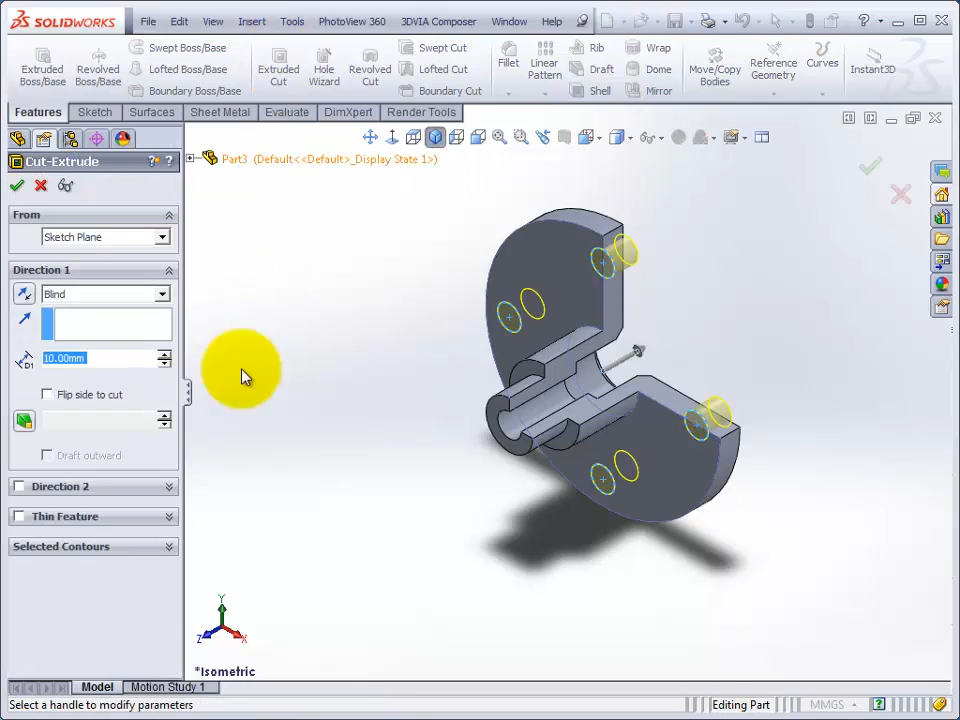 SOLIDWORKS File Edit View Insert Tools PhotoView 360 3DVIA Composer Window Help
Extruded Boss/Base
Revolved Boss/Base
Swept Boss/Base
Lofted Boss/Base
Boundary Boss/Base
Extruded Cut
Hole Wizard
Revolved Cut
Swept Cut
Lofted Cut
Boundary Cut
Fillet
Linear Pattern
Rib
Draft
Shell
Wrap
Dome
Mirror
Move/Copy Bodies
Reference Geometry
Curves
Instant3D
Features Sketch Surfaces Sheet Metal Evaluate DimXpert Render Tools
Part3 (Default<<Default>_Display State 1>)
Cut-Extrude
From
Sketch Plane
Direction 1
Blind
D1
10.00mm
Flip side to cut
Draft outward
Direction 2
Thin Feature
Selected Contours
Y
Z
X
*Isometric
Model Motion Study 1
Select a handle to modify parameters Editing Part MMGS